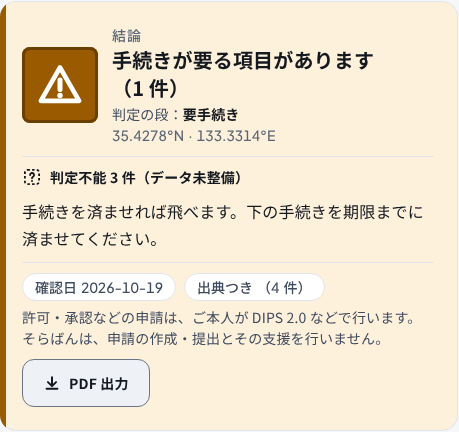 結論
手続きが要る項目があります
（1 件）
判定の段：要手続き
35.4278°N · 133.3314°E
判定不能 3 件（データ未整備）
手続きを済ませれば飛べます。下の手続きを期限までに
済ませてください。
確認日 2026-10-19 出典つき （4 件）
許可・承認などの申請は、ご本人が DIPS 2.0 などで行います。
そらばんは、申請の作成・提出とその支援を行いません。
PDF 出力